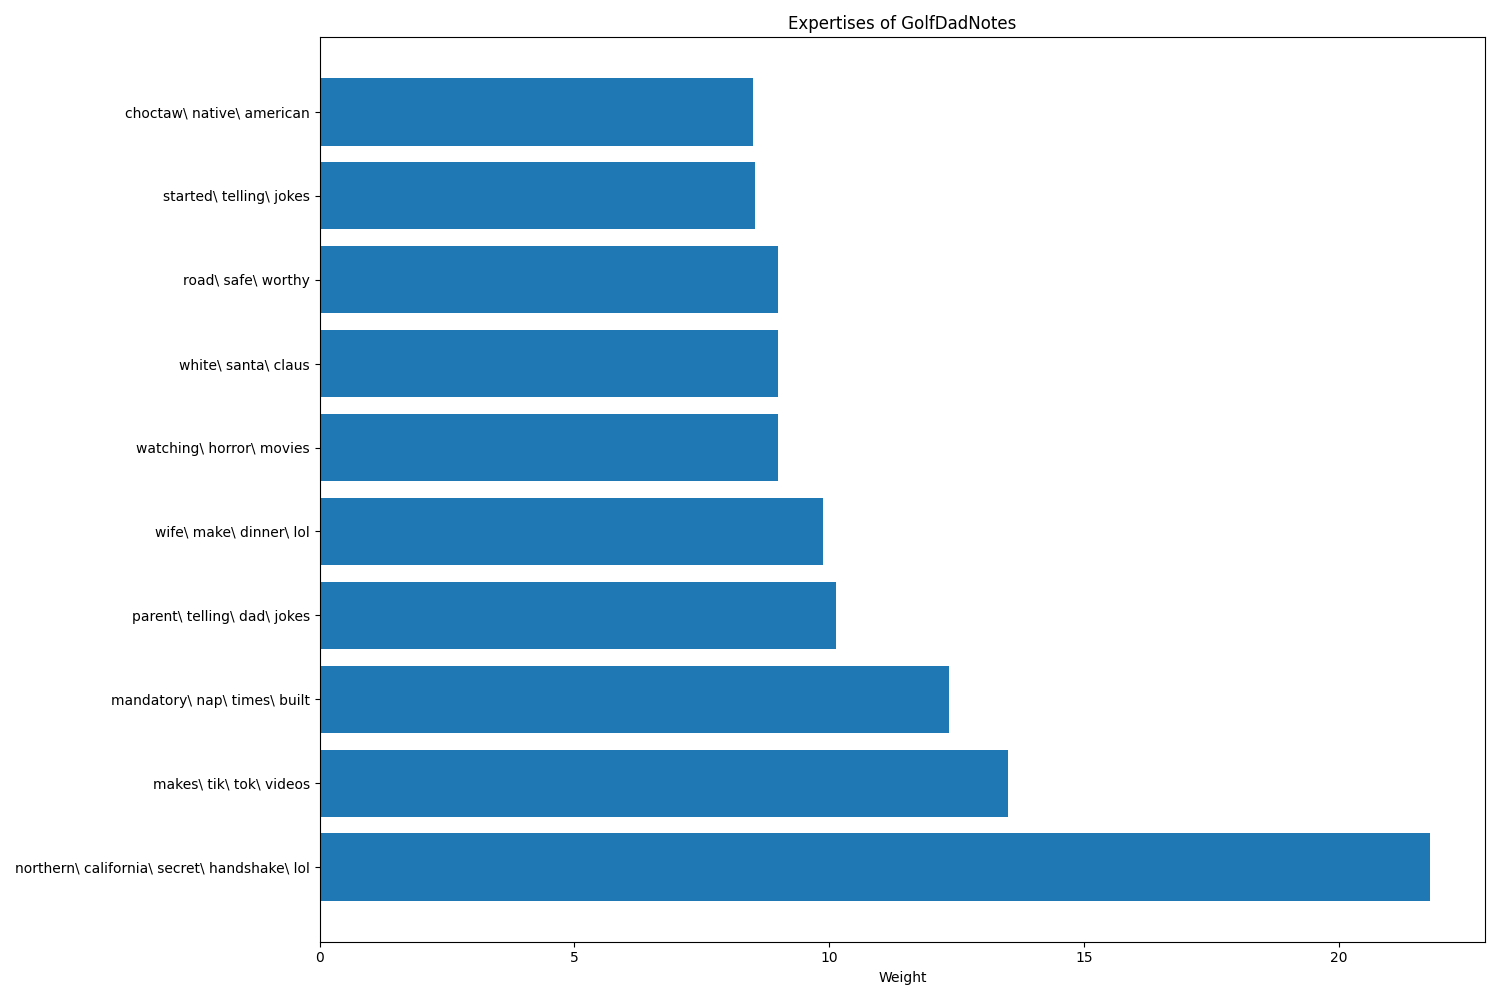 Expertises of GolfDadNotes
choctaw\ native\ american
started\ telling\ jokes
road\ safe\ worthy
white\ santa\ claus
watching\ horror\ movies
wife\ make\ dinner\ lol
parent\ telling\ dad\ jokes
mandatory\ nap\ times\ built
makes\ tik\ tok\ videos
northern\ california\ secret\ handshake\ lol
0 5 10 15 20
Weight